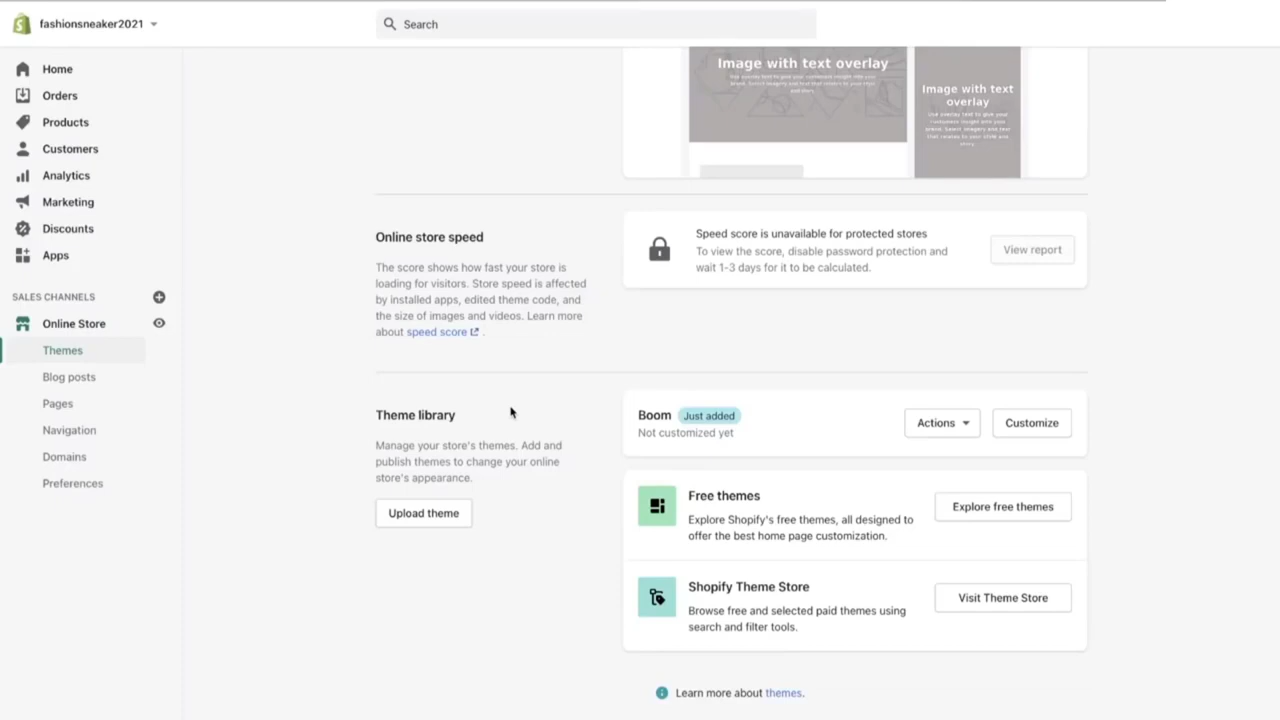 fashionsneaker2021
Search
Home
Orders
Products
Customers
Analytics
Marketing
Discounts
Apps
SALES CHANNELS
Online Store
Themes
Blog posts
Pages
Navigation
Domains
Preferences
Image with text overlay
Image with text
overlay
Online store speed
The score shows how fast your store is
loading for visitors. Store speed is affected
by installed apps, edited theme code, and
the size of images and videos. Learn more
about speed score .
Speed score is unavailable for protected stores
To view the score, disable password protection and
wait 1-3 days for it to be calculated.
View report
Theme library
Manage your store's themes. Add and
publish themes to change your online
store's appearance.
Upload theme
Boom Just added
Not customized yet
Actions
Customize
Free themes
Explore Shopify's free themes, all designed to
offer the best home page customization.
Explore free themes
Shopify Theme Store
Browse free and selected paid themes using
search and filter tools.
Visit Theme Store
Learn more about themes.